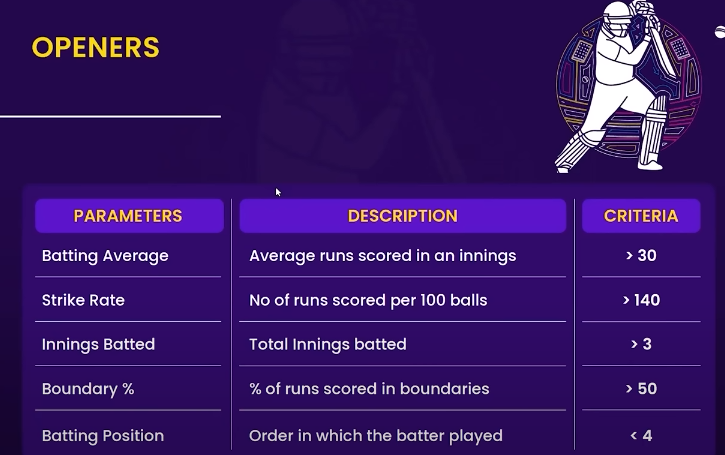 OPENERS
PARAMETERS DESCRIPTION CRITERIA
Batting Average Average runs scored in an innings > 30
Strike Rate No of runs scored per 100 balls > 140
Innings Batted Total Innings batted > 3
Boundary % % of runs scored in boundaries > 50
Batting Position Order in which the batter played < 4